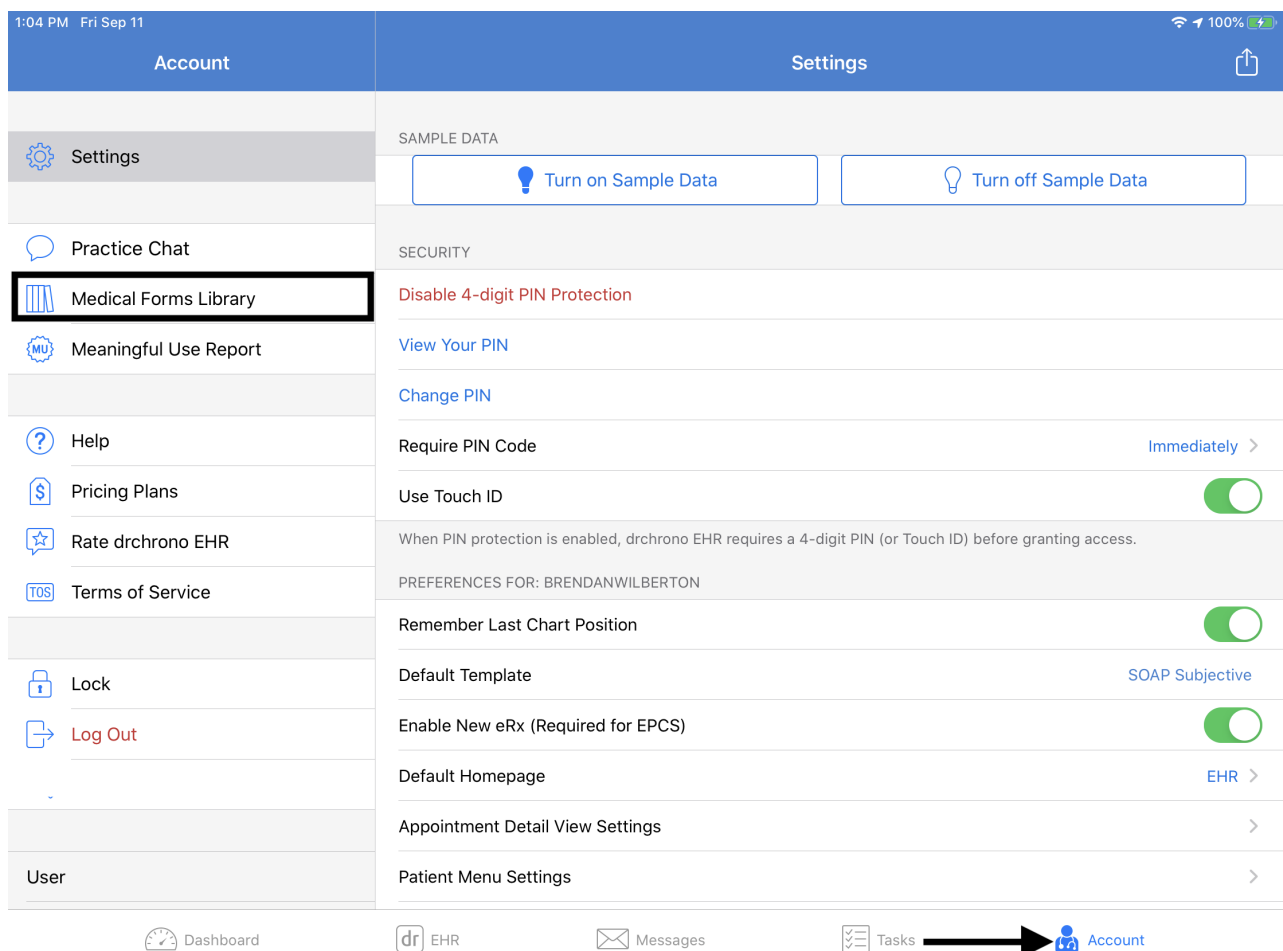 1:04 PM Fri Sep 11
100%
Account
Settings
Settings
Practice Chat
Medical Forms Library
MU
Meaningful Use Report
?
Help
$
Pricing Plans
Rate drchrono EHR
TOS
Terms of Service
Lock
Log Out
User
SAMPLE DATA
Turn on Sample Data
Turn off Sample Data
SECURITY
Disable 4-digit PIN Protection
View Your PIN
Change PIN
Require PIN Code Immediately
Use Touch ID
When PIN protection is enabled, drchrono EHR requires a 4-digit PIN (or Touch ID) before granting access.
PREFERENCES FOR: BRENDANWILBERTON
Remember Last Chart Position
Default Template SOAP Subjective
Enable New eRx (Required for EPCS)
Default Homepage EHR
Appointment Detail View Settings
Patient Menu Settings
Dashboard
dr EHR
Messages
Tasks
Account